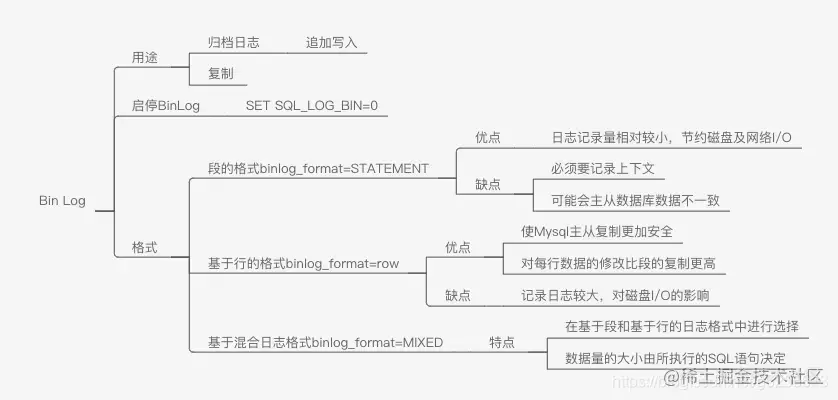 Bin Log
用途
归档日志
追加写入
复制
启停BinLog
SET SQL_LOG_BIN=0
格式
段的格式binlog_format=STATEMENT
优点
日志记录量相对较小，节约磁盘及网络I/O
缺点
必须要记录上下文
可能会主从数据库数据不一致
基于行的格式binlog_format=row
优点
使Mysql主从复制更加安全
对每行数据的修改比段的复制更高
缺点
记录日志较大，对磁盘I/O的影响
基于混合日志格式binlog_format=MIXED
特点
在基于段和基于行的日志格式中进行选择
数据量的大小由所执行的SQL语句决定
@稀土掘金技术社区